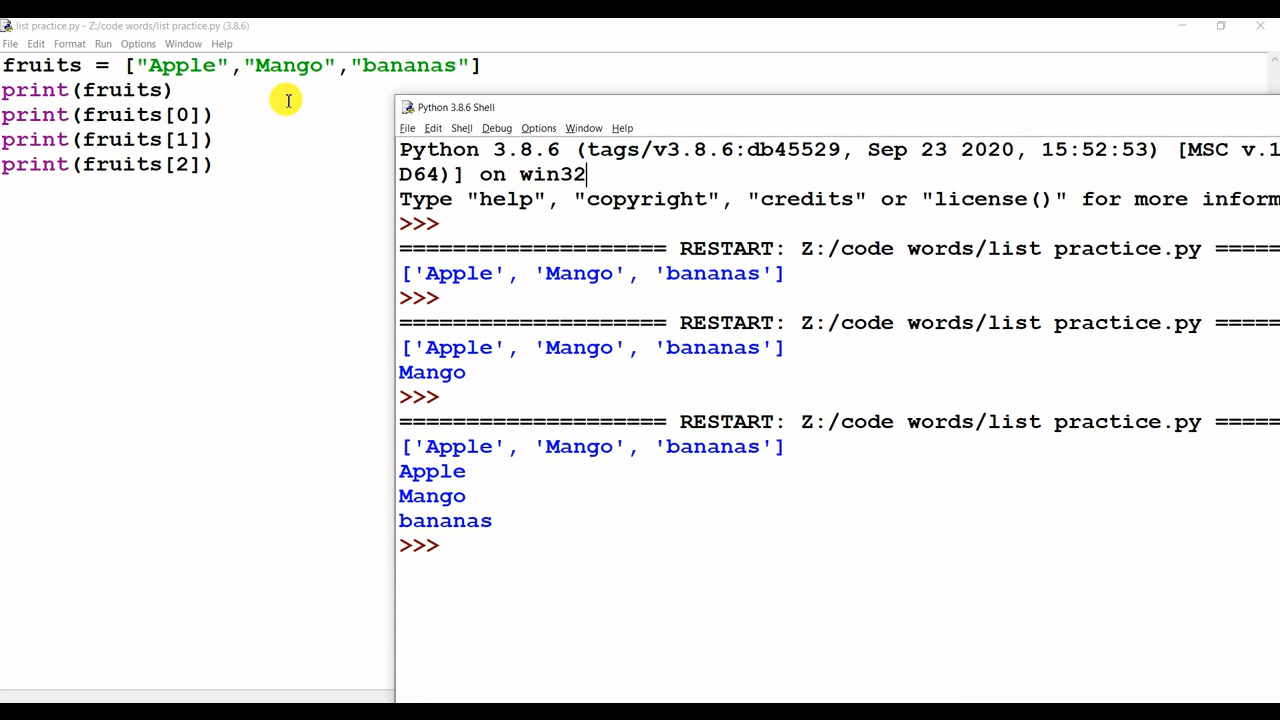 list practice.py - Z:/code words/list practice.py (3.8.6)
File Edit Format Run Options Window Help
fruits = ["Apple","Mango","bananas"]
print(fruits)
print(fruits[0])
print(fruits[1])
print(fruits[2])
Python 3.8.6 Shell
File Edit Shell Debug Options Window Help
Python 3.8.6 (tags/v3.8.6:db45529, Sep 23 2020, 15:52:53) [MSC v.1
D64)] on win32
Type "help", "copyright", "credits" or "license()" for more inform
>>>
==================== RESTART: Z:/code words/list practice.py =====
['Apple', 'Mango', 'bananas']
>>>
==================== RESTART: Z:/code words/list practice.py =====
['Apple', 'Mango', 'bananas']
Mango
>>>
==================== RESTART: Z:/code words/list practice.py =====
['Apple', 'Mango', 'bananas']
Apple
Mango
bananas
>>>